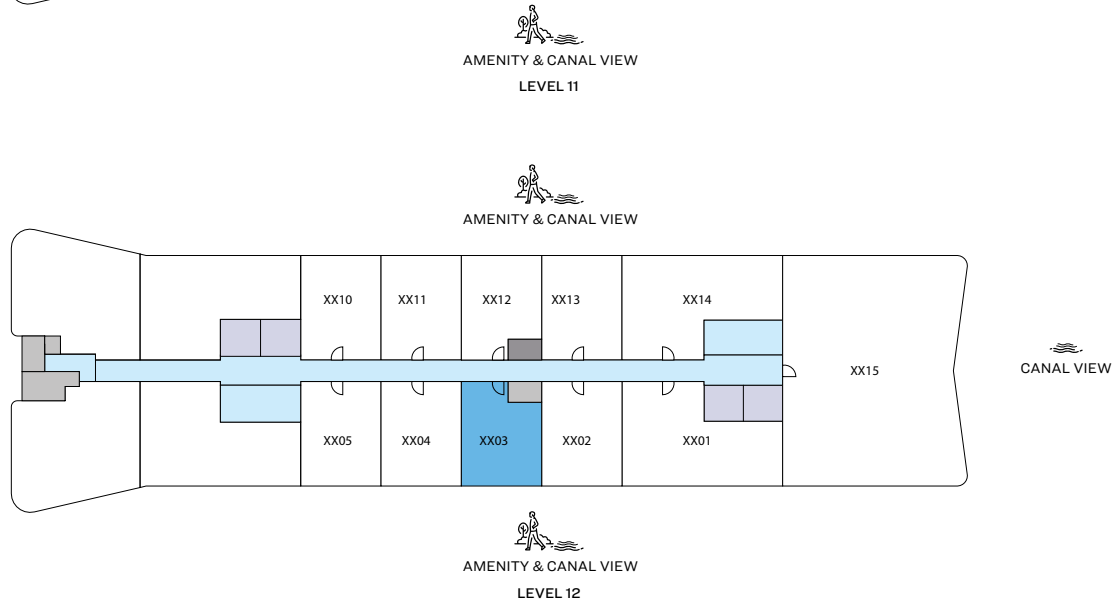 AMENITY & CANAL VIEW
LEVEL 11
AMENITY & CANAL VIEW
XX10 XX11 XX12 XX13 XX14
XX15
CANAL VIEW
XX05 XX04 XX03 XX02 XX01
AMENITY & CANAL VIEW
LEVEL 12